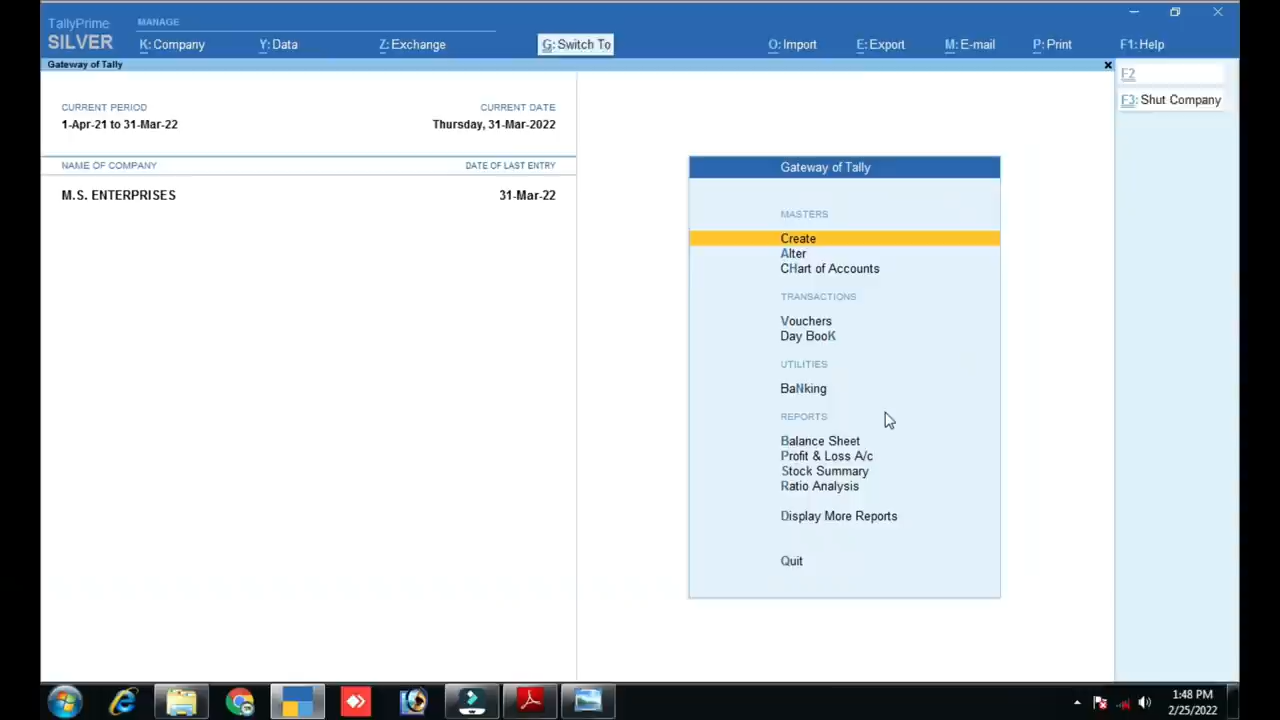 TallyPrime
SILVER
MANAGE
K: Company
Y: Data
Z: Exchange
G: Switch To
O: Import
E: Export
M: E-mail
P: Print
F1: Help
Gateway of Tally
F2
F3: Shut Company
CURRENT PERIOD
CURRENT DATE
1-Apr-21 to 31-Mar-22
Thursday, 31-Mar-2022
NAME OF COMPANY
DATE OF LAST ENTRY
M.S. ENTERPRISES
31-Mar-22
Gateway of Tally
MASTERS
Create
Alter
CHart of Accounts
TRANSACTIONS
Vouchers
Day BooK
UTILITIES
BaNking
REPORTS
Balance Sheet
Profit & Loss A/c
Stock Summary
Ratio Analysis
Display More Reports
Quit
1:48 PM
2/25/2022